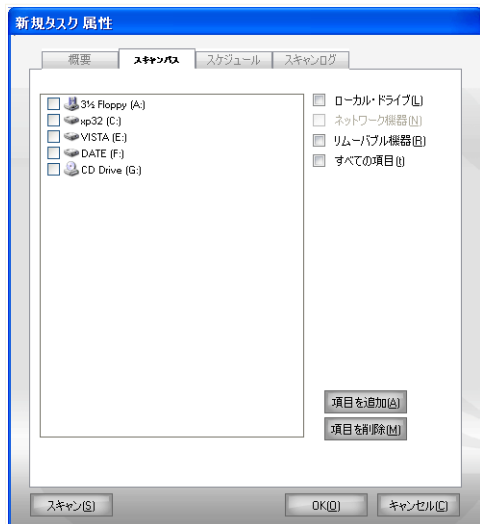 新規タスク 属性
概要
スキャンパス
スケジュール
スキャンログ
3½ Floppy (A:)
xp32 (C:)
VISTA (E:)
DATE (F:)
CD Drive (G:)
ローカル・ドライブ(L)
ネットワーク機器(N)
リムーバブル機器(R)
すべての項目(t)
項目を追加(A)
項目を削除(M)
スキャン(S)
OK(O)
キャンセル(C)